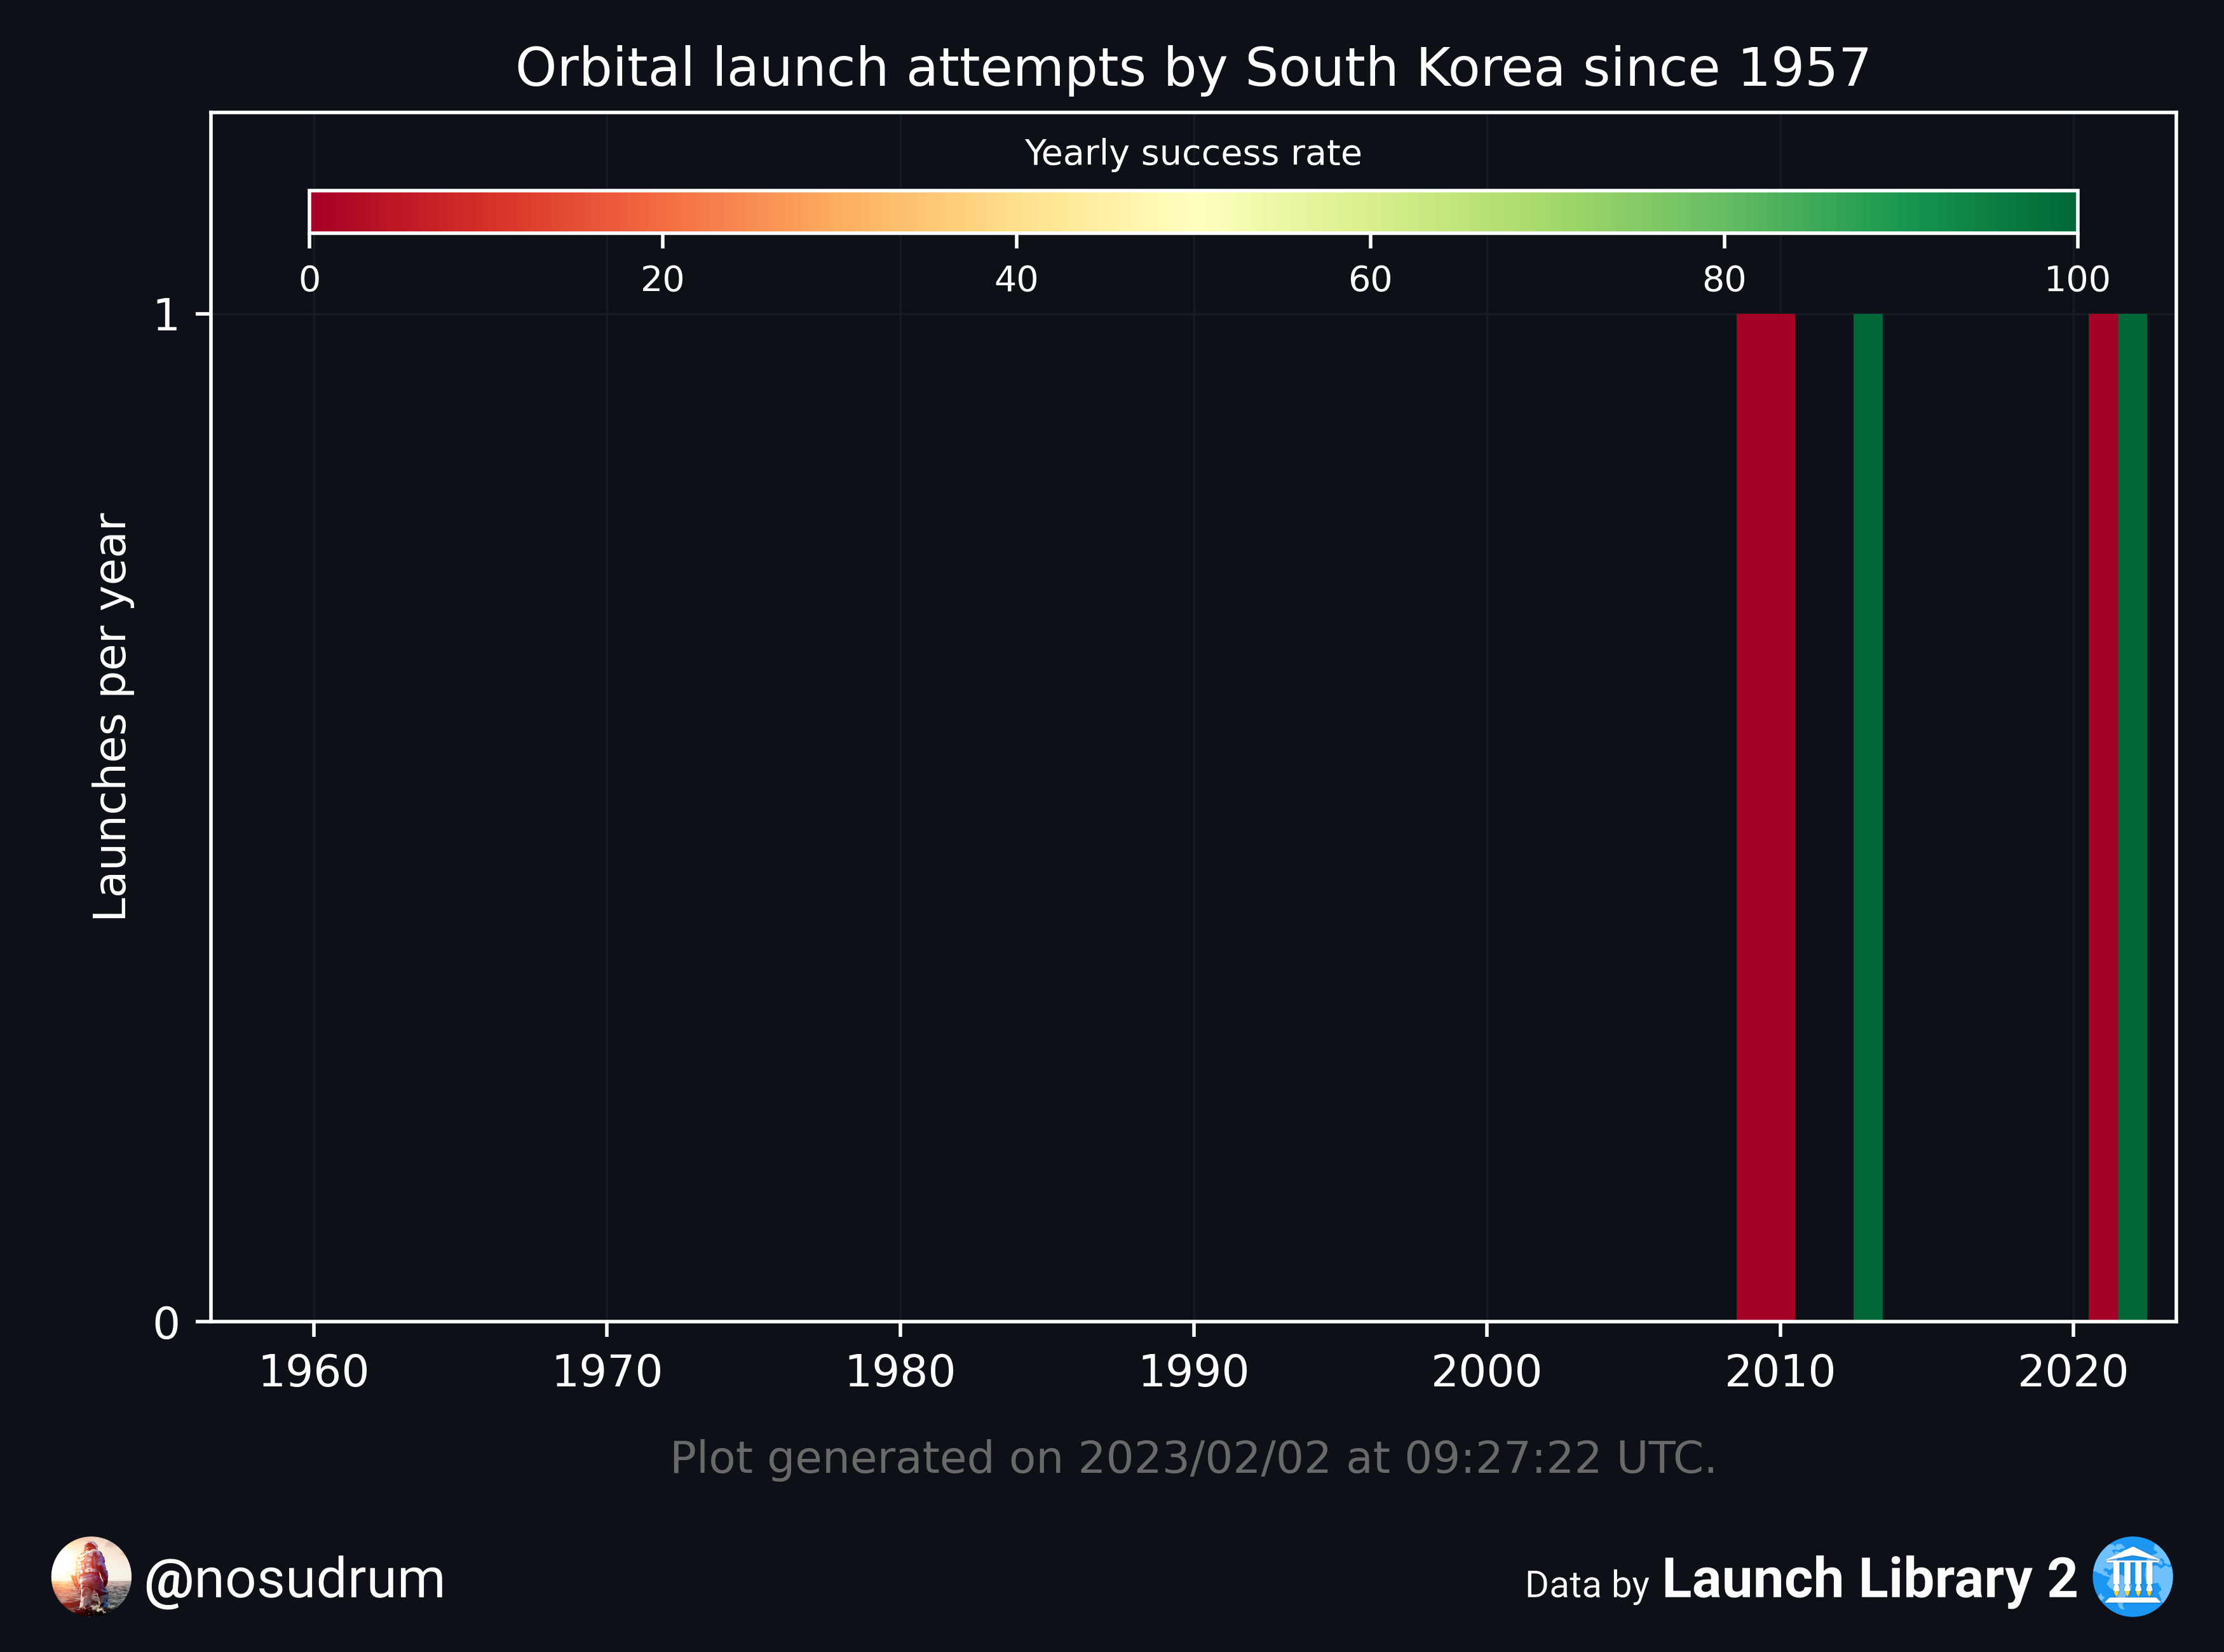 Orbital launch attempts by South Korea since 1957
Yearly success rate
0 20 40 60 80 100
Launches per year
1
0
1960 1970 1980 1990 2000 2010 2020
Plot generated on 2023/02/02 at 09:27:22 UTC.
@nosudrum
Data by Launch Library 2